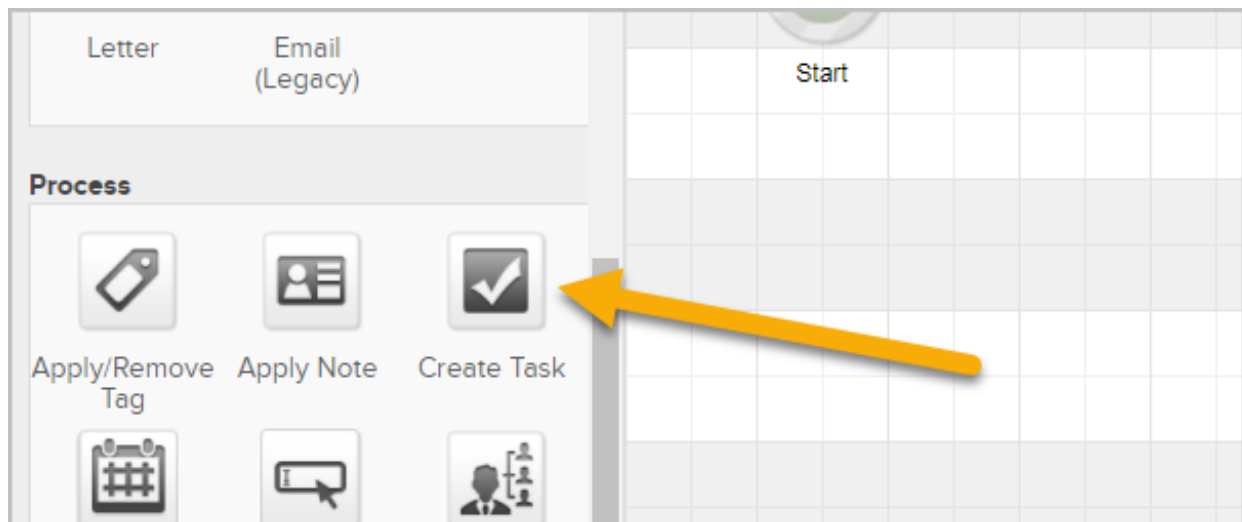 Letter
Email
(Legacy)
Start
Process
Apply/Remove
Tag
Apply Note
Create Task